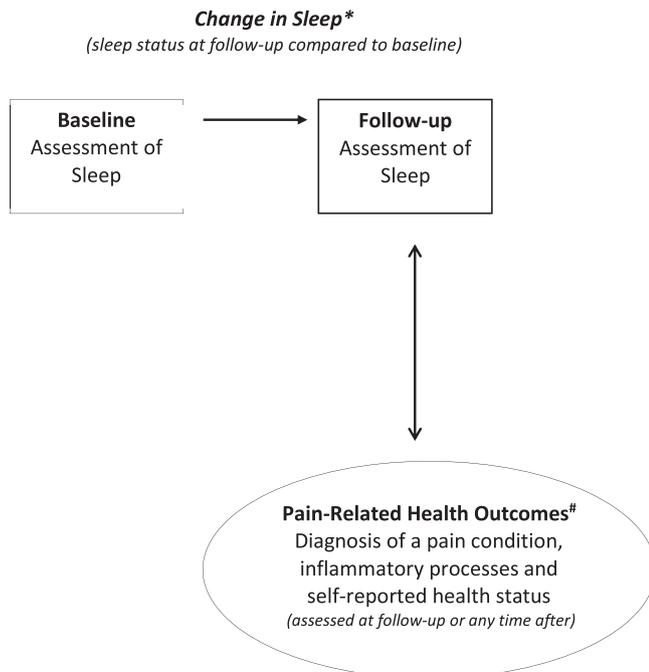 Change in Sleep*
(sleep status at follow-up compared to baseline)
Baseline
Assessment of
Sleep
Follow-up
Assessment of
Sleep
Pain-Related Health Outcomes#
Diagnosis of a pain condition,
inflammatory processes and
self-reported health status
(assessed at follow-up or any time after)